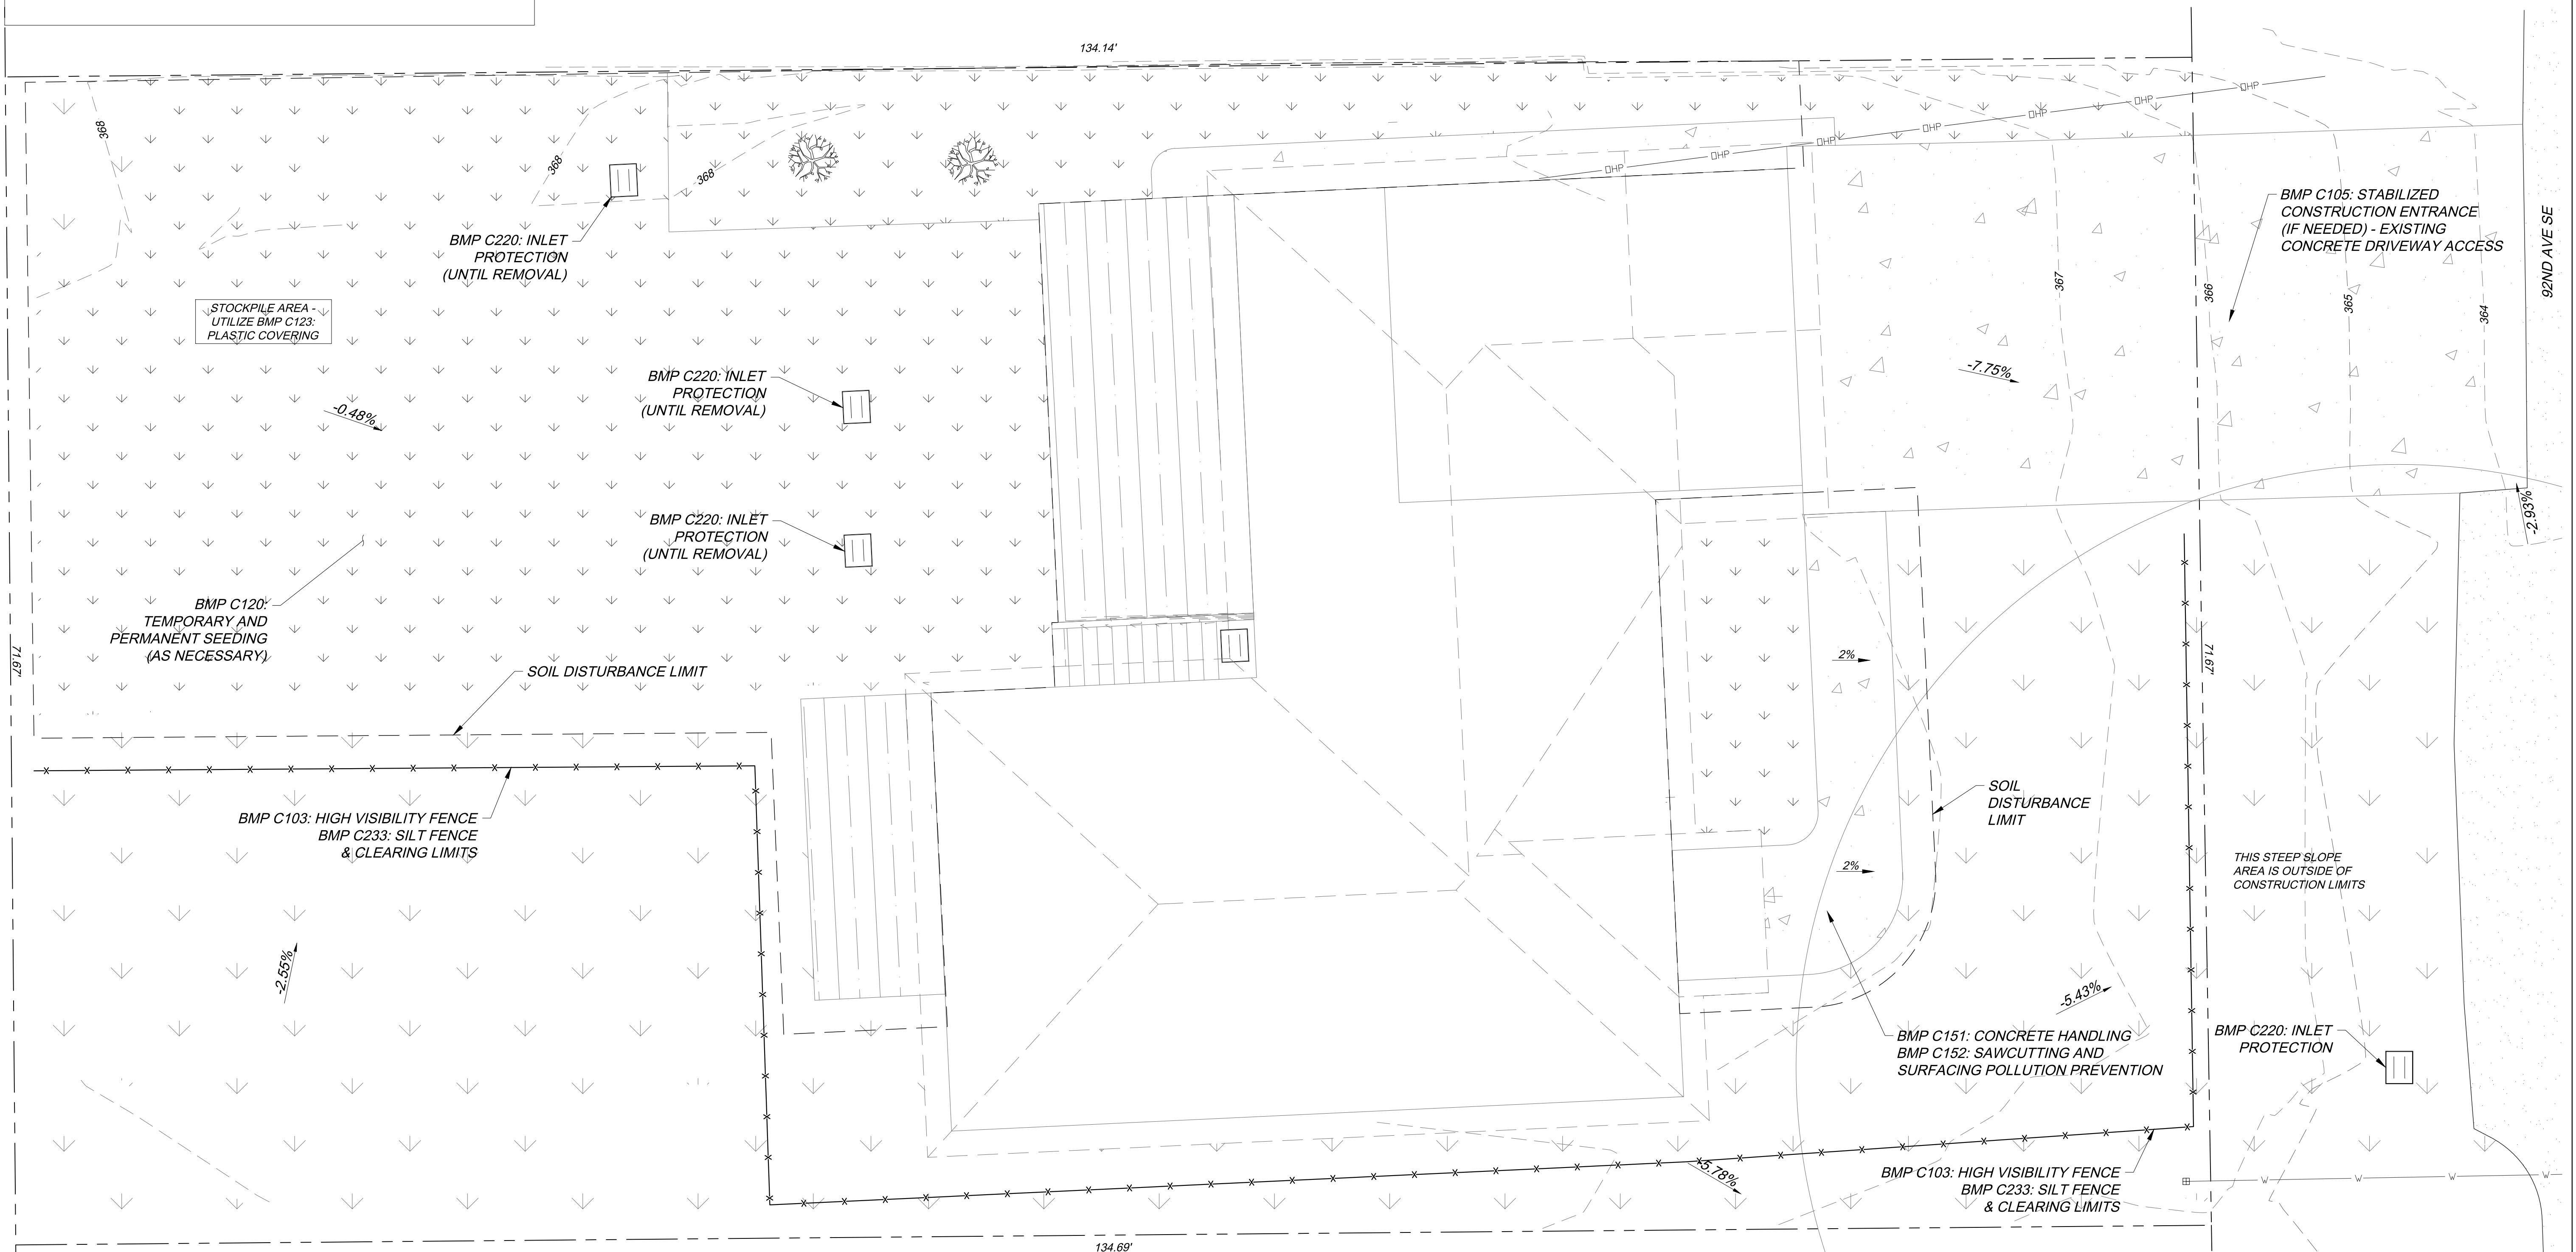 134.14'
368
368
368
OHP
OHP
OHP
OHP
OHP
OHP
OHP
BMP C220: INLET
PROTECTION
(UNTIL REMOVAL)
STOCKPILE AREA -
UTILIZE BMP C123:
PLASTIC COVERING
-0.48%
BMP C220: INLET
PROTECTION
(UNTIL REMOVAL)
BMP C220: INLET
PROTECTION
(UNTIL REMOVAL)
BMP C120:
TEMPORARY AND
PERMANENT SEEDING
(AS NECESSARY)
71.67'
SOIL DISTURBANCE LIMIT
BMP C103: HIGH VISIBILITY FENCE
BMP C233: SILT FENCE
& CLEARING LIMITS
-2.55%
BMP C105: STABILIZED
CONSTRUCTION ENTRANCE
(IF NEEDED) - EXISTING
CONCRETE DRIVEWAY ACCESS
92ND AVE SE
367
366
365
364
-7.75%
-2.93%
2%
71.67'
2%
SOIL
DISTURBANCE
LIMIT
THIS STEEP SLOPE
AREA IS OUTSIDE OF
CONSTRUCTION LIMITS
-5.43%
BMP C151: CONCRETE HANDLING
BMP C152: SAWCUTTING AND
SURFACING POLLUTION PREVENTION
BMP C220: INLET
PROTECTION
-5.78%
BMP C103: HIGH VISIBILITY FENCE
BMP C233: SILT FENCE
& CLEARING LIMITS
W
W
W
134.69'